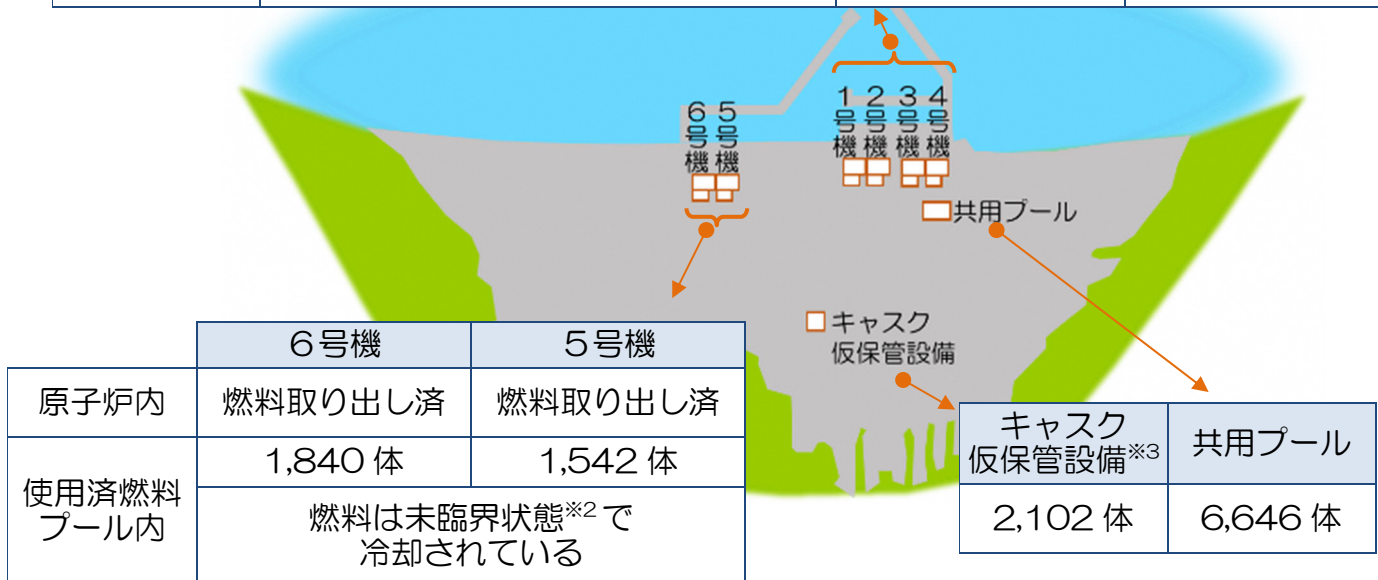 6号機
5号機
1号機
2号機
3号機
4号機
共用プール
キャスク
仮保管設備
6号機 5号機
原子炉内 燃料取り出し済 燃料取り出し済
使用済燃料
プール内
1,840 体 1,542 体
燃料は未臨界状態※2 で
冷却されている
キャスク
仮保管設備※3
共用プール
2,102 体 6,646 体